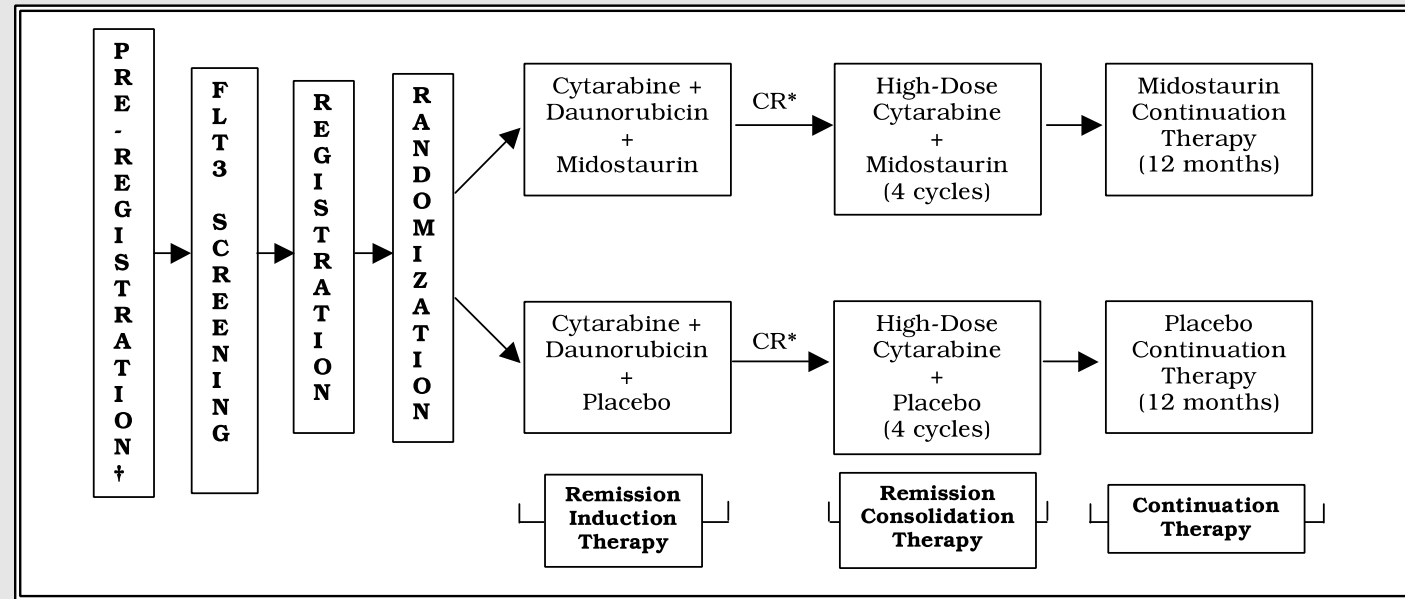 PRE-REGISTRATION†
FLT3 SCREENING
REGISTRATION
RANDOMIZATION
Cytarabine +
Daunorubicin
+
Midostaurin
CR*
High-Dose
Cytarabine
+
Midostaurin
(4 cycles)
Midostaurin
Continuation
Therapy
(12 months)
Cytarabine +
Daunorubicin
+
Placebo
CR*
High-Dose
Cytarabine
+
Placebo
(4 cycles)
Placebo
Continuation
Therapy
(12 months)
Remission
Induction
Therapy
Remission
Consolidation
Therapy
Continuation
Therapy